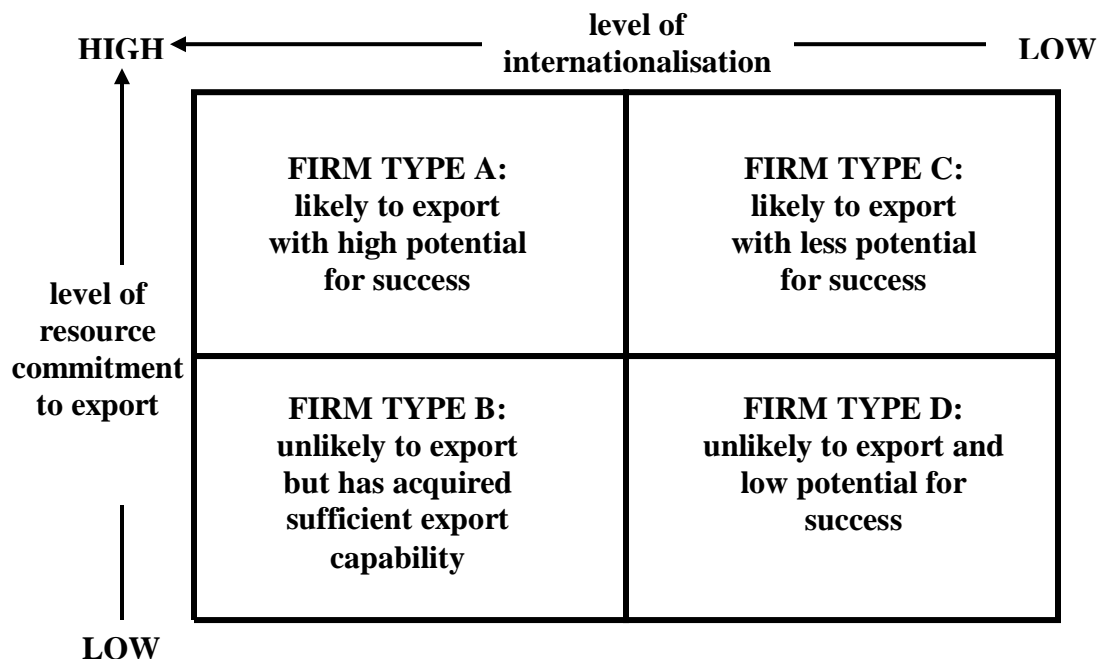 level of
internationalisation
HIGH
LOW
FIRM TYPE A:
likely to export
with high potential
for success
FIRM TYPE C:
likely to export
with less potential
for success
level of
resource
commitment
to export
FIRM TYPE B:
unlikely to export
but has acquired
sufficient export
capability
FIRM TYPE D:
unlikely to export and
low potential for
success
LOW